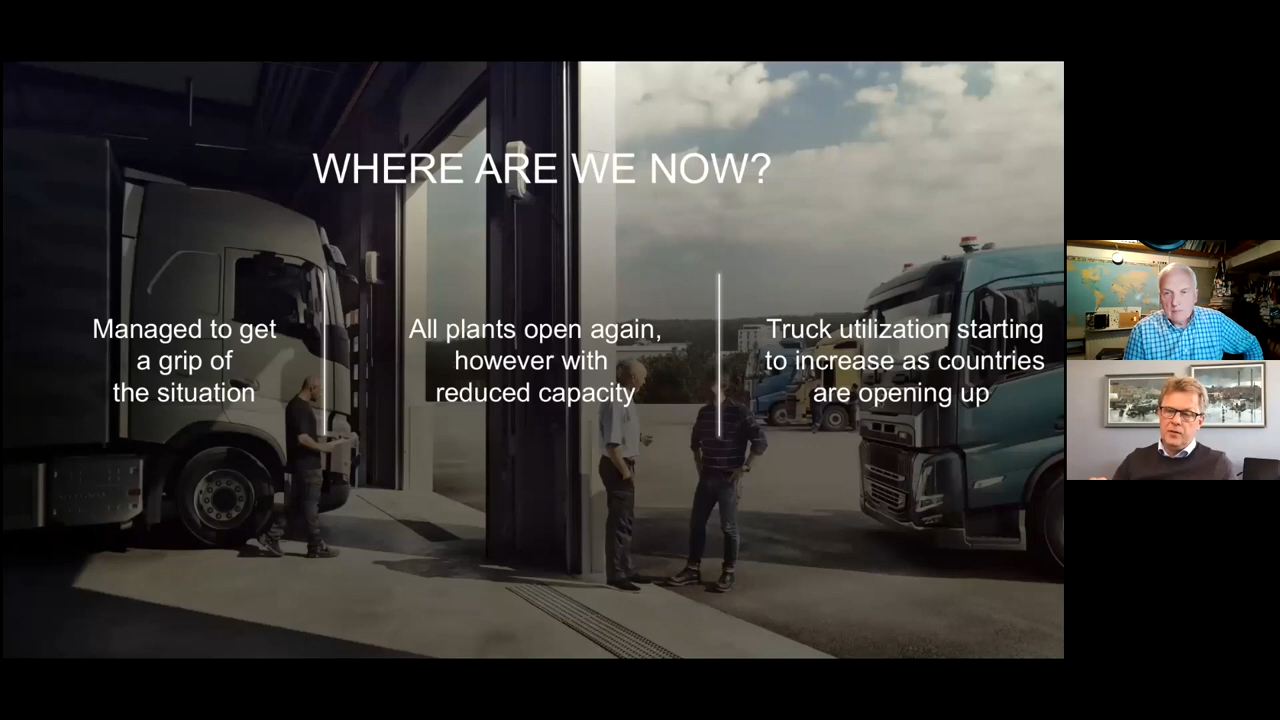 WHERE ARE WE NOW?
Managed to get
a grip of
the situation
All plants open again,
however with
reduced capacity
Truck utilization starting
to increase as countries
are opening up